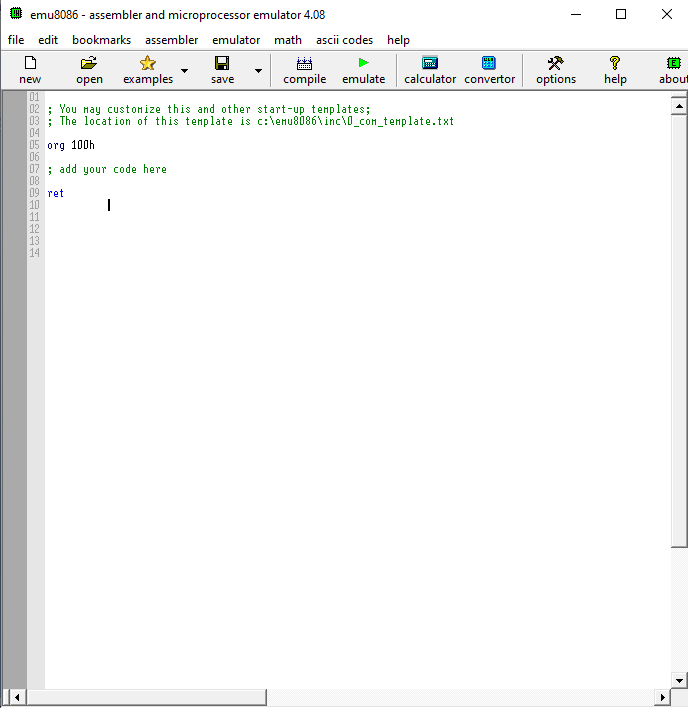 emu8086 - assembler and microprocessor emulator 4.08
file edit bookmarks assembler emulator math ascii codes help
new open examples save compile emulate calculator convertor options help about
01
02 ; You may customize this and other start-up templates;
03 ; The location of this template is c:\emu8086\inc\0_com_template.txt
04
05 org 100h
06
07 ; add your code here
08
09 ret
10
11
12
13
14